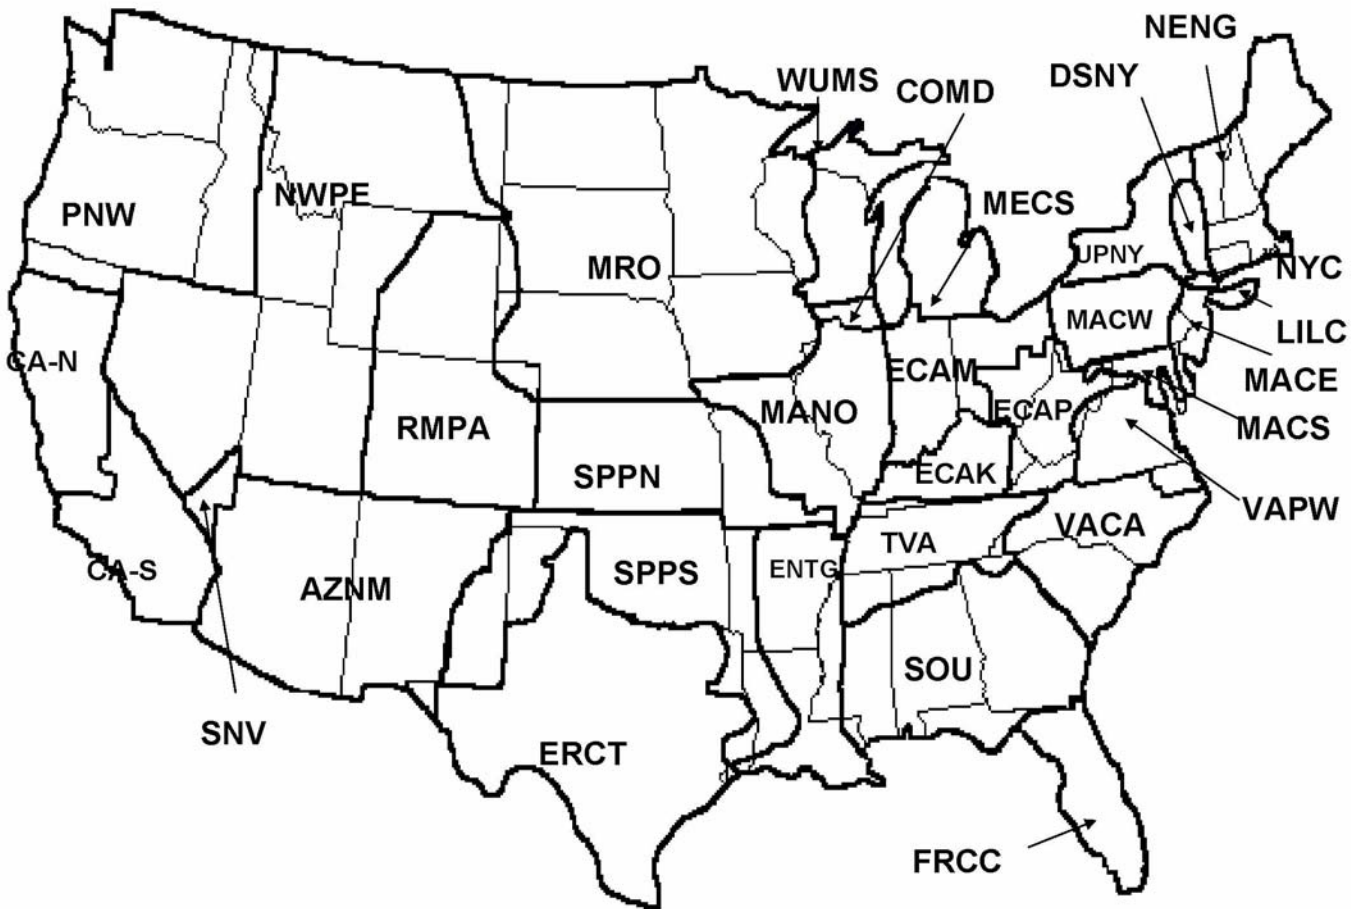 NENG
WUMS
DSNY
COMD
NWPE
MECS
PNW
UPNY
MRO
NYC
MACW
LILC
CA-N
ECAM
MACE
MANO
ECAP
RMPA
MACS
SPPN
ECAK
VAPW
VACA
TVA
CA-S
SPPS
ENTG
AZNM
SOU
SNV
ERCT
FRCC